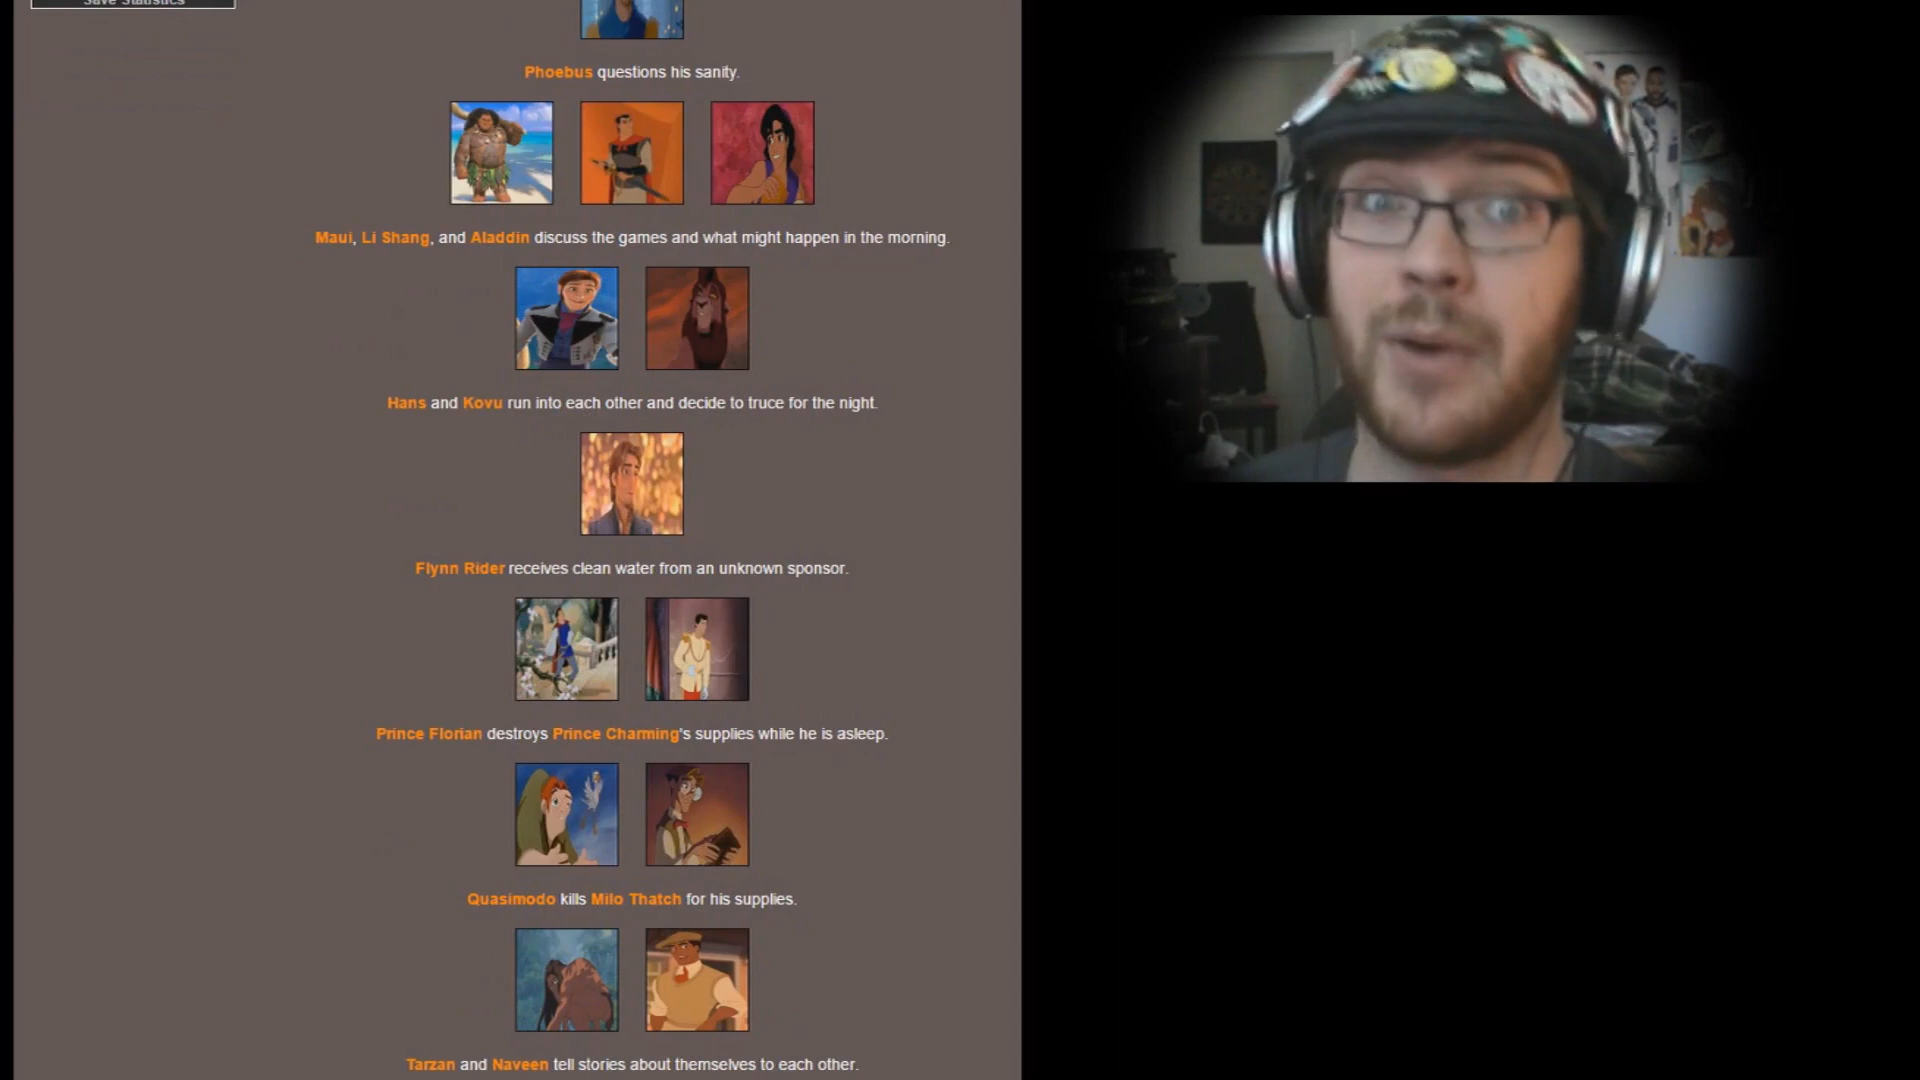 Save Statistics
Phoebus questions his sanity.
Maui, Li Shang, and Aladdin discuss the games and what might happen in the morning.
Hans and Kovu run into each other and decide to truce for the night.
Flynn Rider receives clean water from an unknown sponsor.
Prince Florian destroys Prince Charming's supplies while he is asleep.
Quasimodo kills Milo Thatch for his supplies.
Tarzan and Naveen tell stories about themselves to each other.